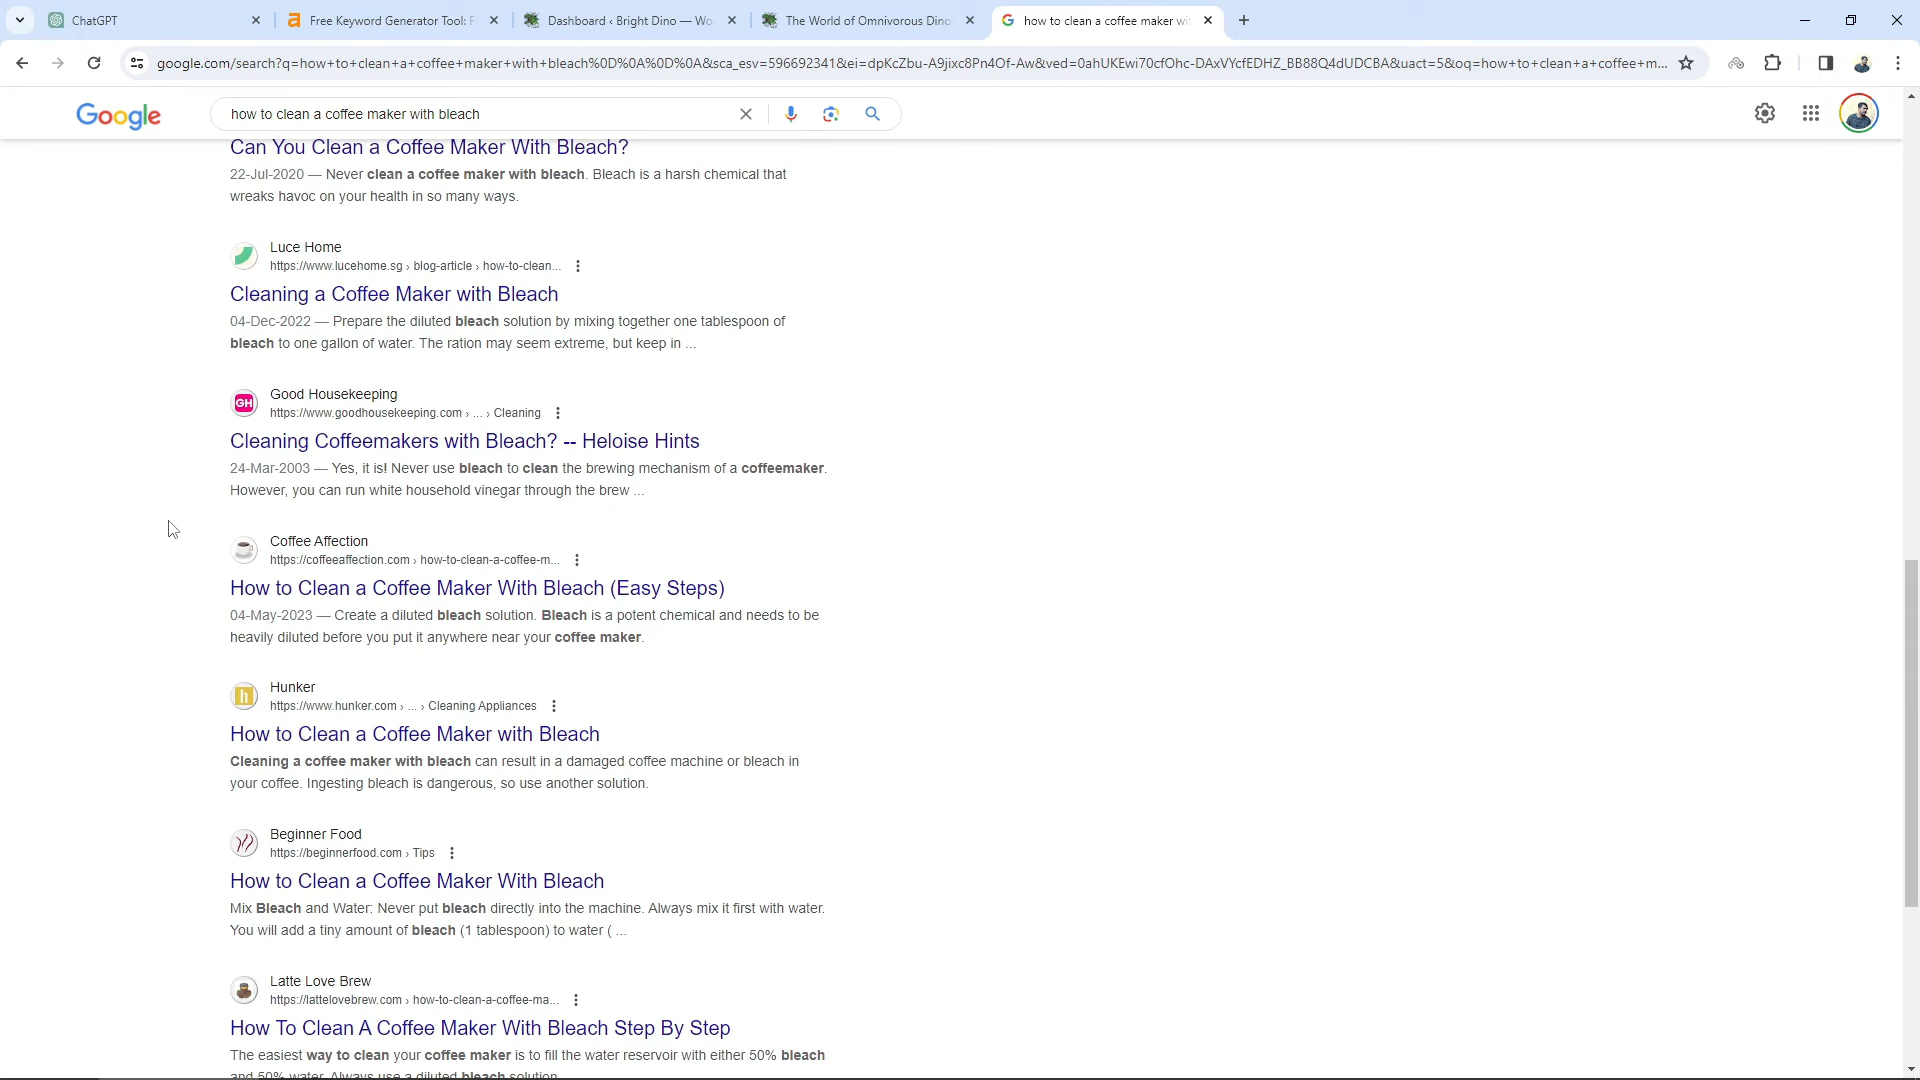 ChatGPT
Free Keyword Generator Tool: F
Dashboard ‹ Bright Dino — Wo
The World of Omnivorous Dino
how to clean a coffee maker wit
google.com/search?q=how+to+clean+a+coffee+maker+with+bleach%0D%0A%0D%0A&sca_esv=596692341&ei=dpKcZbu-A9jixc8Pn4Of-Aw&ved=0ahUKEwi70cfOhc-DAxVYcfEDHZ_BB88Q4dUDCBA&uact=5&oq=how+to+clean+a+coffee+m...
Google
how to clean a coffee maker with bleach
Can You Clean a Coffee Maker With Bleach?
22-Jul-2020 — Never clean a coffee maker with bleach. Bleach is a harsh chemical that
wreaks havoc on your health in so many ways.
Luce Home
https://www.lucehome.sg › blog-article › how-to-clean...
Cleaning a Coffee Maker with Bleach
04-Dec-2022 — Prepare the diluted bleach solution by mixing together one tablespoon of
bleach to one gallon of water. The ration may seem extreme, but keep in ...
GH
Good Housekeeping
https://www.goodhousekeeping.com › ... › Cleaning
Cleaning Coffeemakers with Bleach? -- Heloise Hints
24-Mar-2003 — Yes, it is! Never use bleach to clean the brewing mechanism of a coffeemaker.
However, you can run white household vinegar through the brew ...
Coffee Affection
https://coffeeaffection.com › how-to-clean-a-coffee-m...
How to Clean a Coffee Maker With Bleach (Easy Steps)
04-May-2023 — Create a diluted bleach solution. Bleach is a potent chemical and needs to be
heavily diluted before you put it anywhere near your coffee maker.
h
Hunker
https://www.hunker.com › ... › Cleaning Appliances
How to Clean a Coffee Maker with Bleach
Cleaning a coffee maker with bleach can result in a damaged coffee machine or bleach in
your coffee. Ingesting bleach is dangerous, so use another solution.
Beginner Food
https://beginnerfood.com › Tips
How to Clean a Coffee Maker With Bleach
Mix Bleach and Water: Never put bleach directly into the machine. Always mix it first with water.
You will add a tiny amount of bleach (1 tablespoon) to water ( ...
Latte Love Brew
https://lattelovebrew.com › how-to-clean-a-coffee-ma...
How To Clean A Coffee Maker With Bleach Step By Step
The easiest way to clean your coffee maker is to fill the water reservoir with either 50% bleach
and 50% water. Always use a diluted bleach solution